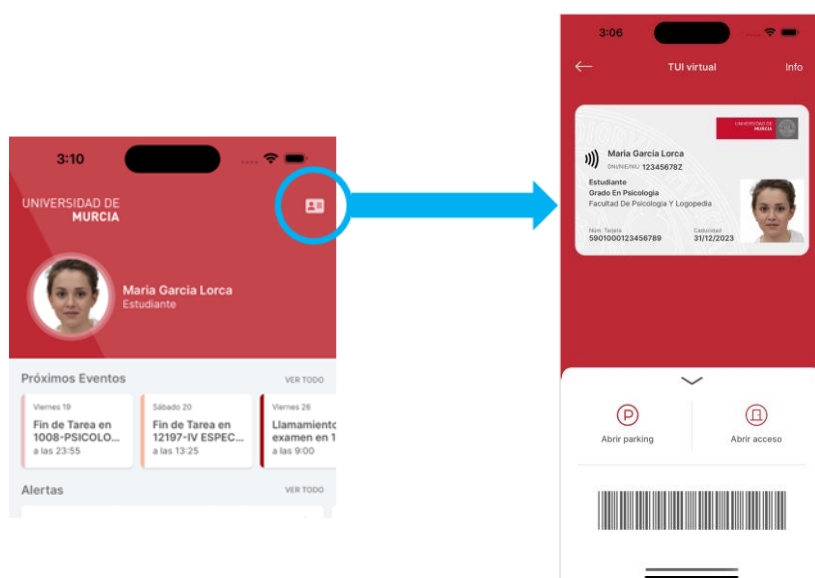 3:10
UNIVERSIDAD DE
MURCIA
Maria Garcia Lorca
Estudiante
Próximos Eventos
VER TODO
Viernes 19
Fin de Tarea en
1008-PSICOLO...
a las 23:55
Sábado 20
Fin de Tarea en
12197-IV ESPEC...
a las 13:25
Viernes 26
Llamamiento
examen en 1
a las 9:00
Alertas
VER TODO
3:06
TUI virtual
Info
UNIVERSIDAD DE
MURCIA
Maria Garcia Lorca
DNI/NIE/NIU 12345678Z
Estudiante
Grado En Psicologia
Facultad De Psicologia Y Logopedia
Núm. Tarjeta
5901000123456789
Caducidad
31/12/2023
Abrir parking
Abrir acceso